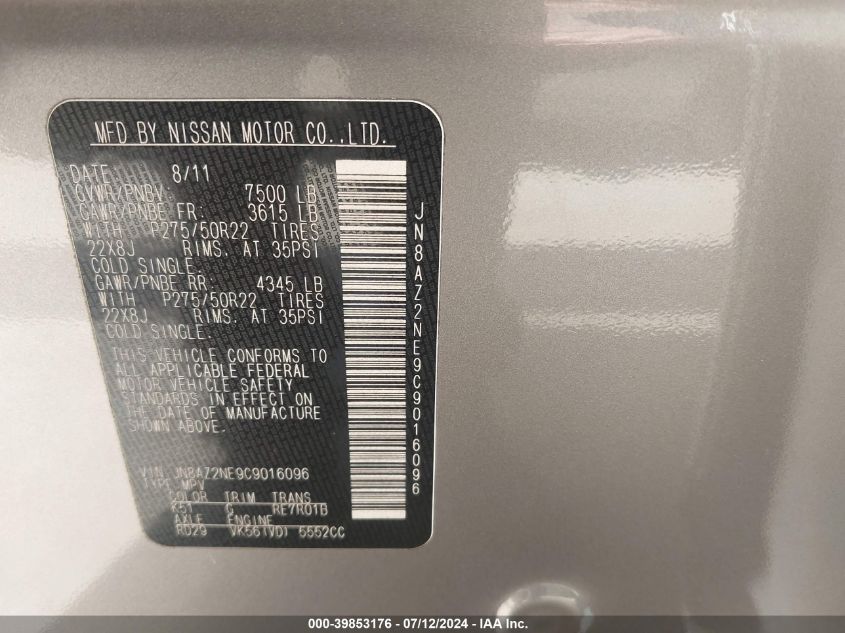 MFD BY NISSAN MOTOR CO.,LTD.
DATE: 8/11
GVWR/PNBV 7500 LB
GAWR/PNBE FR: 3615 LB
WITH P275/50R22 TIRES
22X8J RIMS. AT 35PSI
COLD SINGLE.
GAWR/PNBE RR: 4345 LB
WITH P275/50R22 TIRES
22X8J RIMS. AT 35PSI
COLD SINGLE.
THIS VEHICLE CONFORMS TO
ALL APPLICABLE FEDERAL
MOTOR VEHICLE SAFETY
STANDARDS IN EFFECT ON
THE DATE OF MANUFACTURE
SHOWN ABOVE.
VIN: JN8AZ2NE9C9016096
TYPE MPV
COLOR TRIM TRANS
K51 G RE7R01B
AXLE ENGINE
RD29 VK56(VD) 5552CC
JN8AZ2NE9C9016096
000-39853176 / 07/12/2024 - IAA Inc.